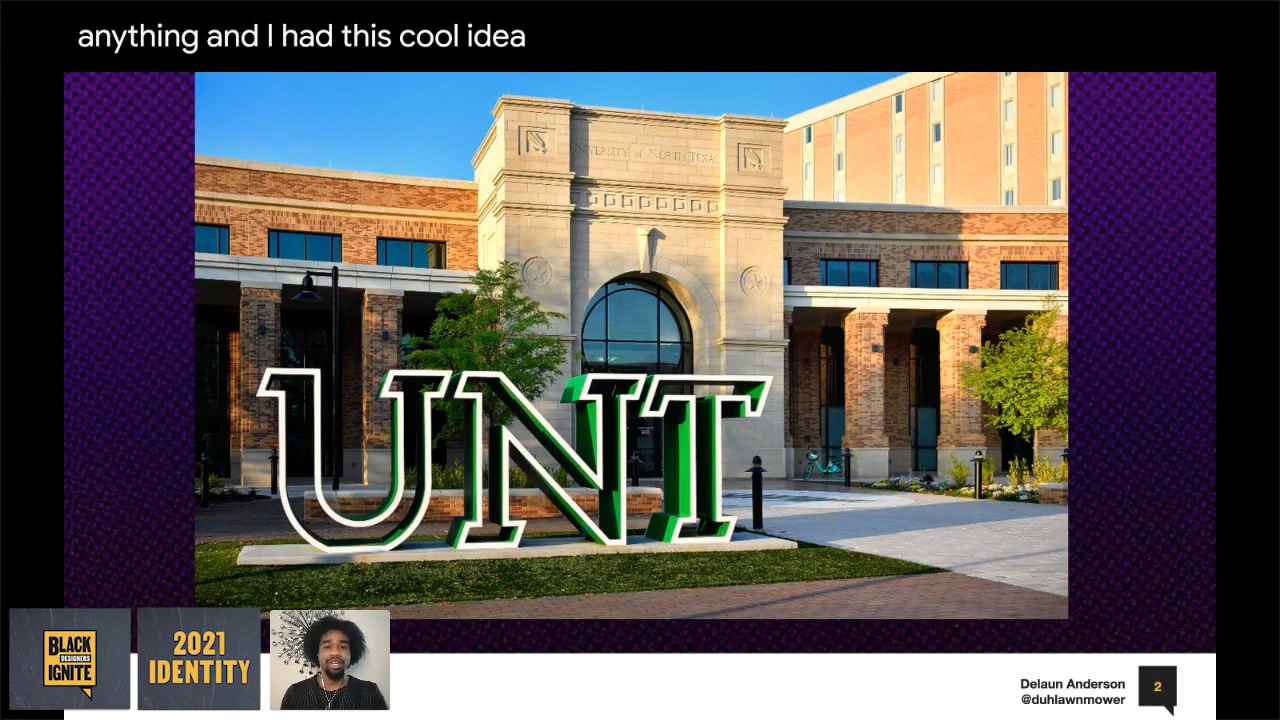 anything and I had this cool idea
UNIVERSITY of NORTH TEXAS
UNT
BLACK
DESIGNERS
IGNITE
2021
IDENTITY
Delaun Anderson
@duhlawnmower
2